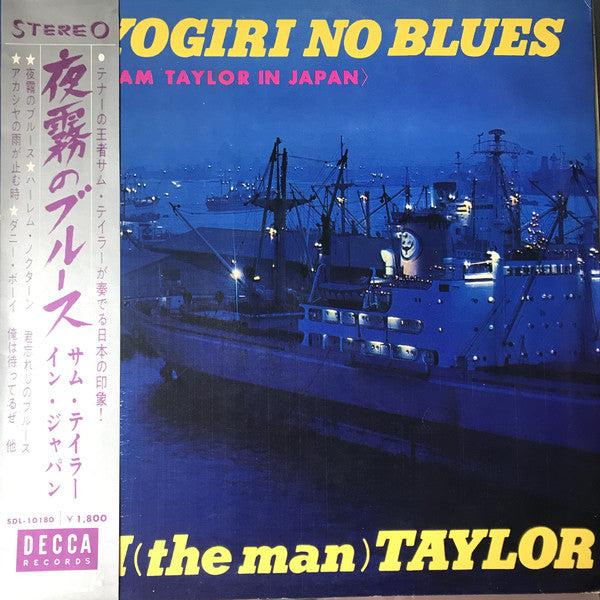 STEREO
夜霧のブルース
サム・テイラー
イン・ジャパン
●テナーの王者サム・テイラーが奏でる日本の印象!
★夜霧のブルース★ハーレム・ノクターン 君忘れじのブルース
★アカシヤの雨が止む時★ダニー・ボーイ 俺は待ってるぜ 他
SDL-10180 ¥1,800
DECCA
RECORDS
YOGIRI NO BLUES
AM TAYLOR IN JAPAN〉
(the man) TAYLOR